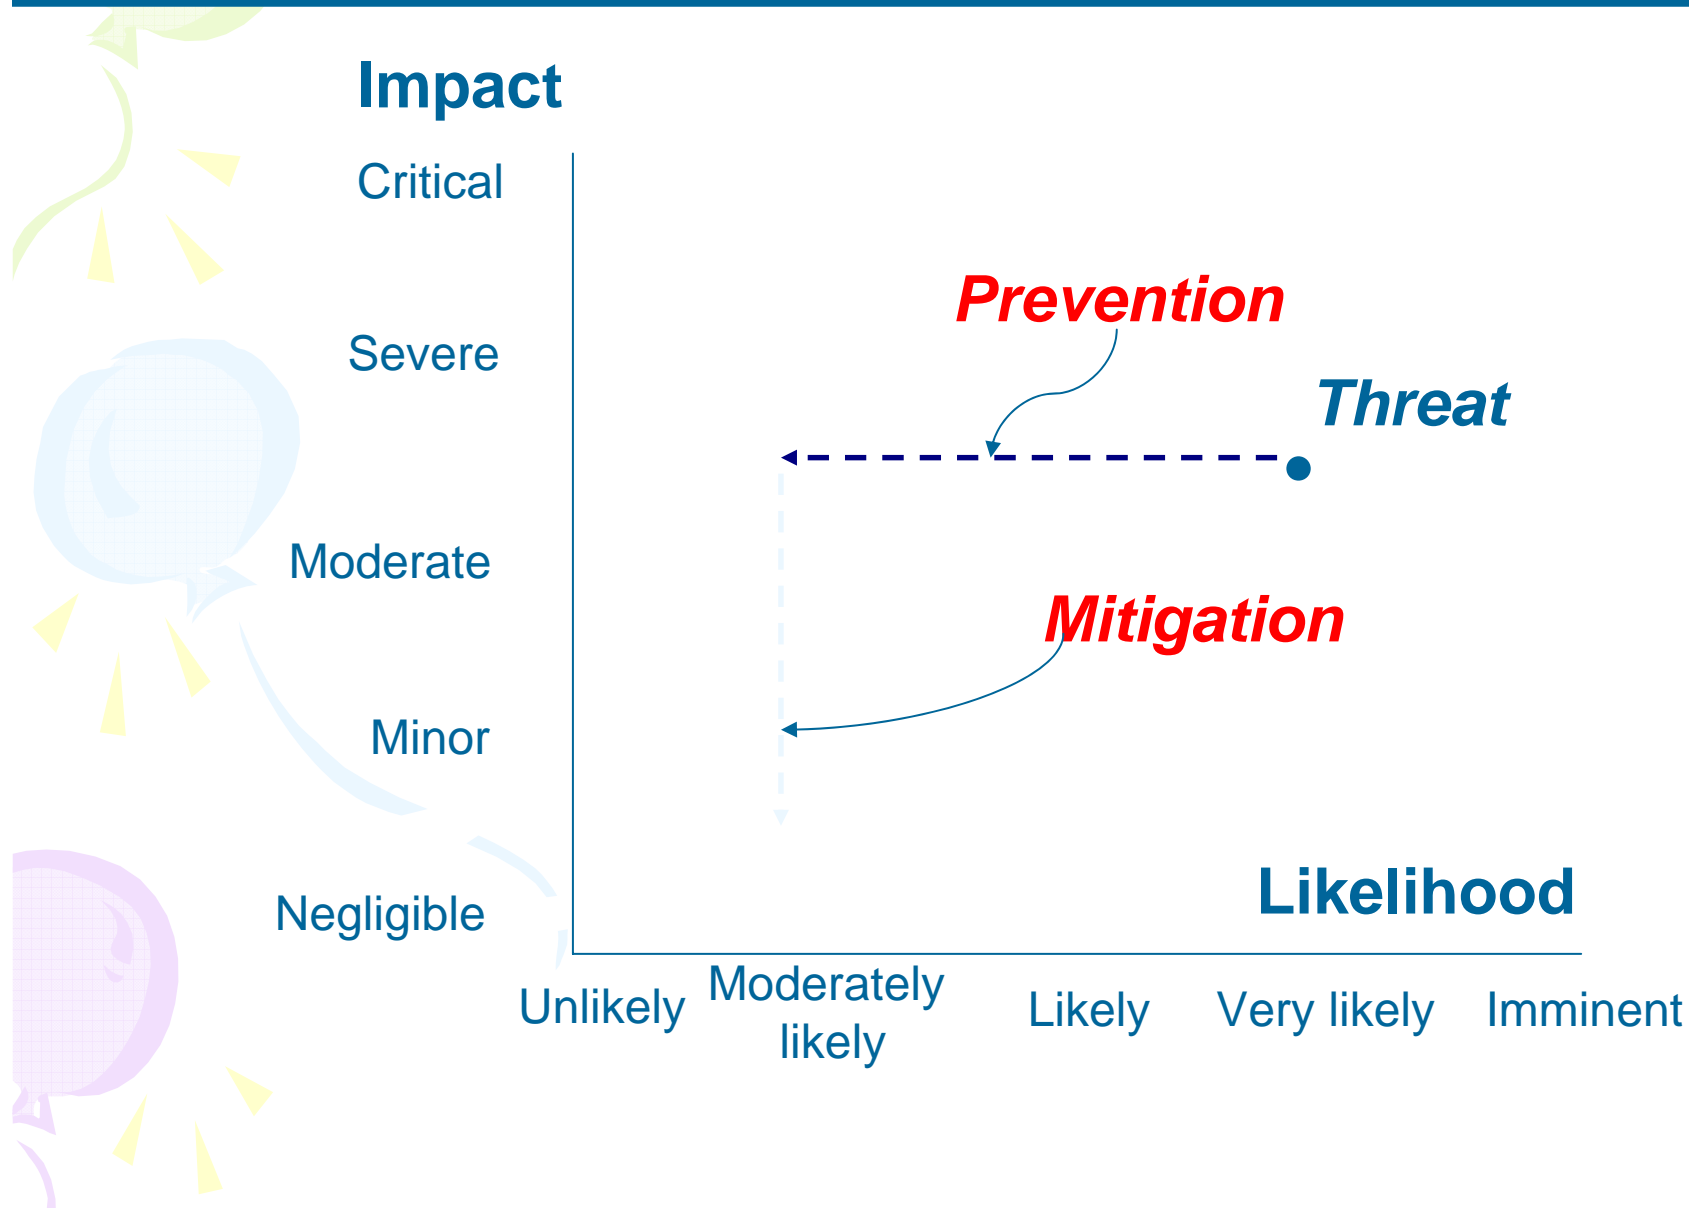 Impact
Critical
Prevention
Severe
Threat
Moderate
Mitigation
Minor
Likelihood
Negligible
Unlikely
Moderately
likely
Likely
Very likely
Imminent